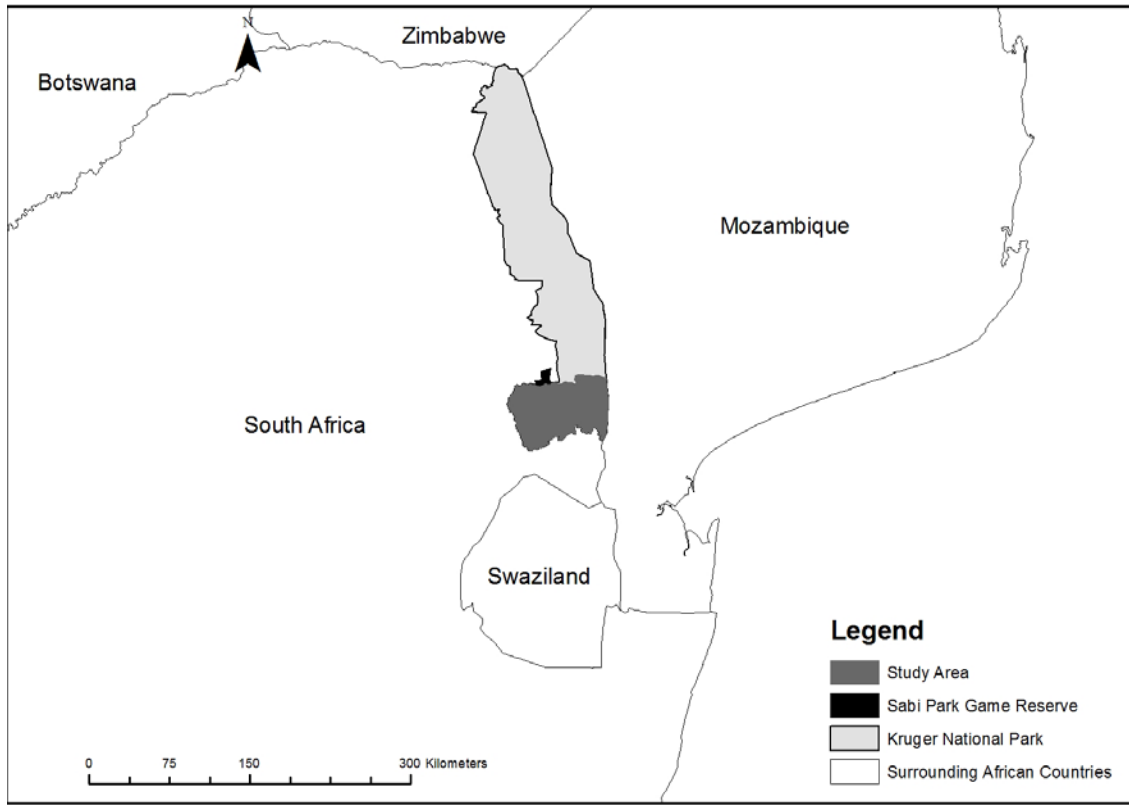 N
Zimbabwe
Botswana
Mozambique
South Africa
Swaziland
Legend
Study Area
Sabi Park Game Reserve
Kruger National Park
Surrounding African Countries
0 75 150 300 Kilometers